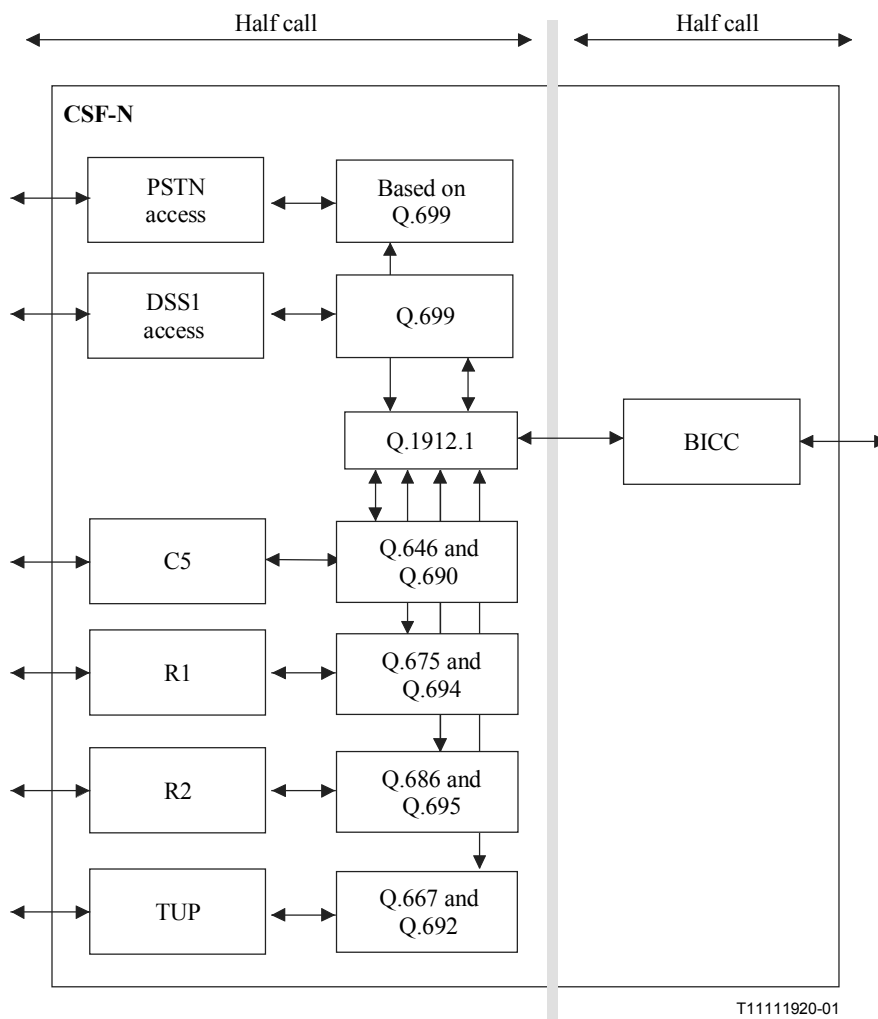 Half call
Half call
CSF-N
PSTN
access
Based on
Q.699
DSS1
access
Q.699
Q.1912.1
BICC
C5
Q.646 and
Q.690
R1
Q.675 and
Q.694
R2
Q.686 and
Q.695
TUP
Q.667 and
Q.692
T11111920-01